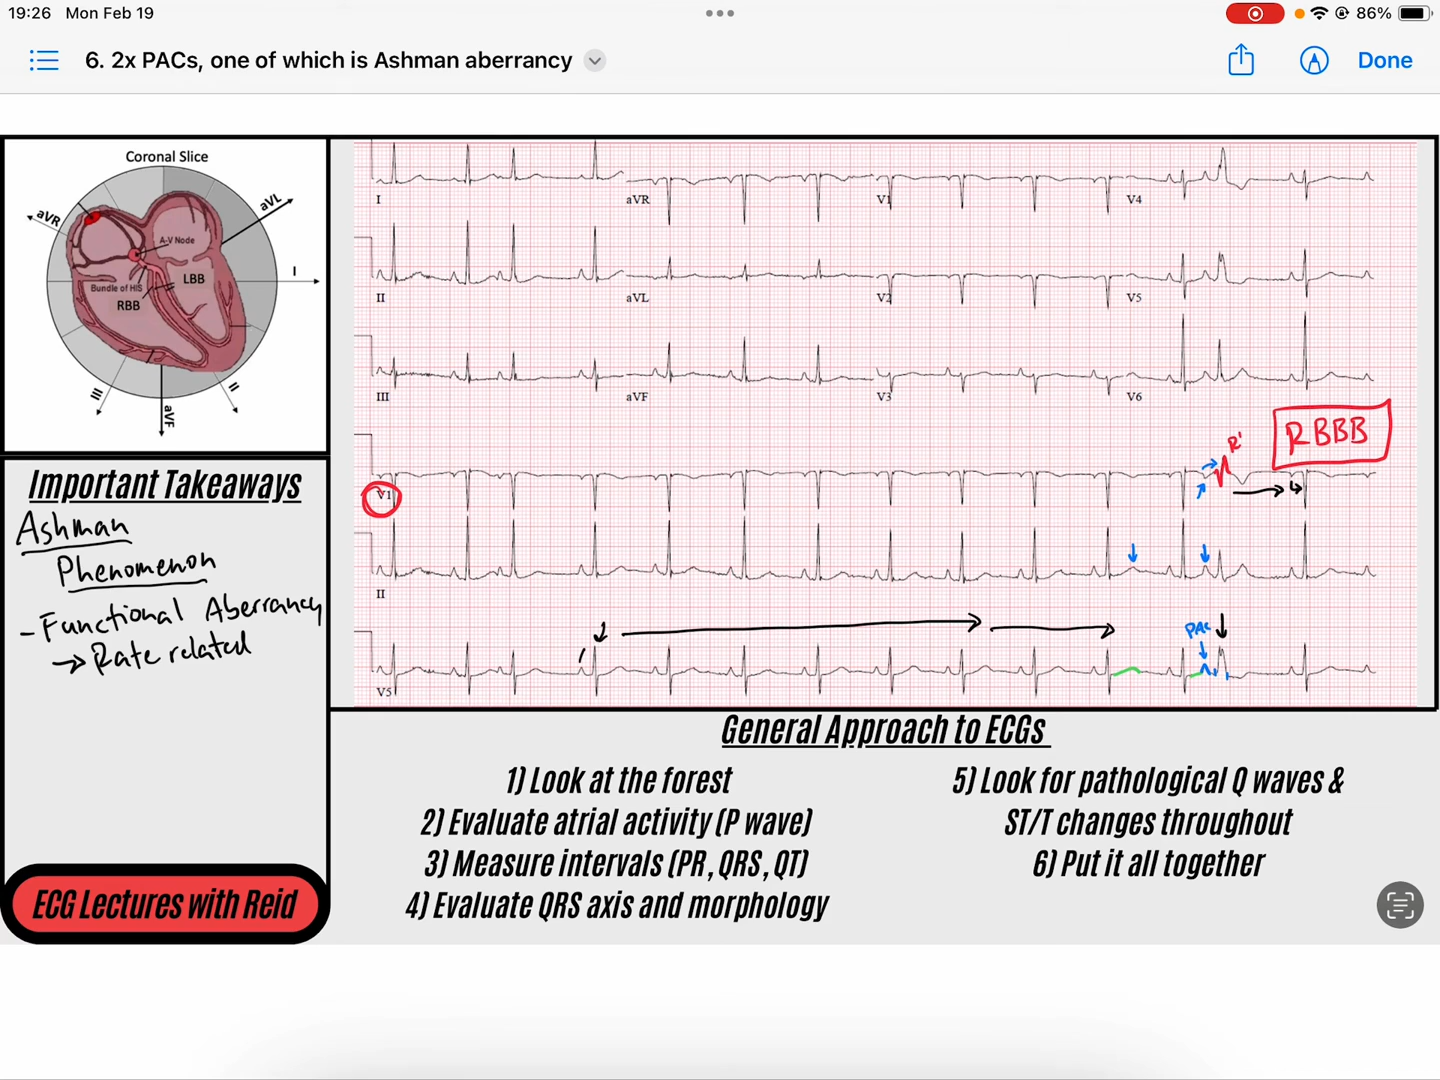 19:26 Mon Feb 19
86%
6. 2x PACs, one of which is Ashman aberrancy
Done
Coronal Slice
aVR
aVL
A-V Node
I
Bundle of HIS
LBB
RBB
III
aVF
II
I
aVR
V1
V4
II
aVL
V2
V5
III
aVF
V3
V6
R'
RBBB
V1
II
PAC
V5
Important Takeaways
Ashman
Phenomenon
- Functional Aberrancy
→ Rate related
ECG Lectures with Reid
General Approach to ECGs
1) Look at the forest
2) Evaluate atrial activity (P wave)
3) Measure intervals (PR, QRS, QT)
4) Evaluate QRS axis and morphology
5) Look for pathological Q waves &
ST/T changes throughout
6) Put it all together